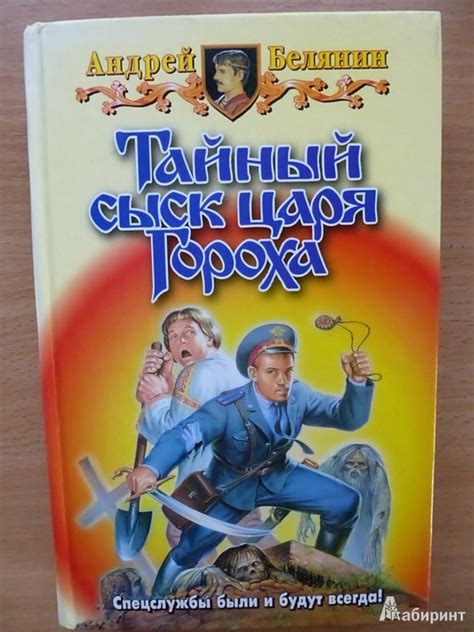 Андрей Белянин
Тайный
сыск царя
Гороха
Спецслужбы были и будут всегда!
Лабиринт